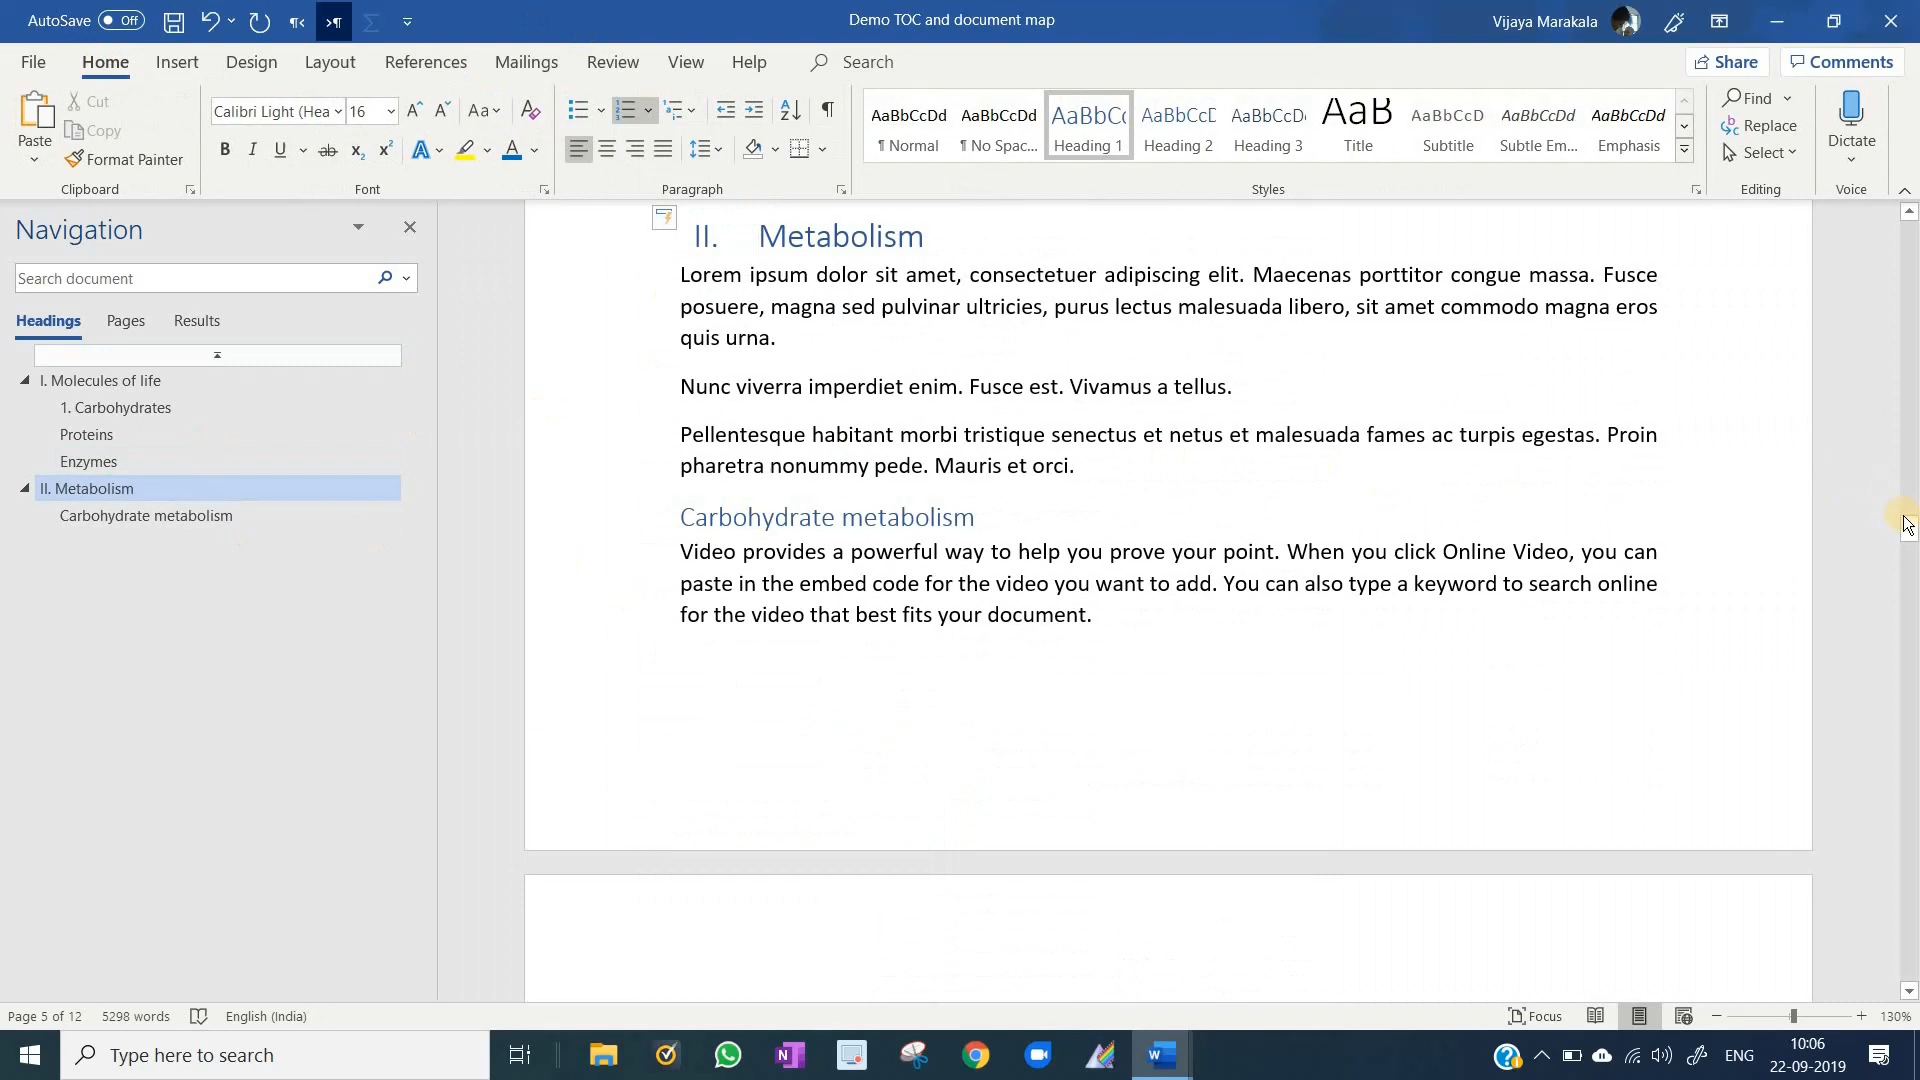 AutoSave Off Demo TOC and document map Vijaya Marakala
File Home Insert Design Layout References Mailings Review View Help Search Share Comments
Paste Cut Copy Format Painter
Calibri Light (Hea 16 Aa
B I U ab x₂ x² A A
AaBbCcDd AaBbCcDd AaBbCc AaBbCcD AaBbCcDd AaB AaBbCcD AaBbCcDd AaBbCcDd
¶ Normal ¶ No Spac... Heading 1 Heading 2 Heading 3 Title Subtitle Subtle Em... Emphasis
Find
Replace
Select
Dictate
Clipboard Font Paragraph Styles Editing Voice
Navigation
Search document
Headings Pages Results
I. Molecules of life
1. Carbohydrates
Proteins
Enzymes
II. Metabolism
Carbohydrate metabolism
II. Metabolism
Lorem ipsum dolor sit amet, consectetuer adipiscing elit. Maecenas porttitor congue massa. Fusce
posuere, magna sed pulvinar ultricies, purus lectus malesuada libero, sit amet commodo magna eros
quis urna.
Nunc viverra imperdiet enim. Fusce est. Vivamus a tellus.
Pellentesque habitant morbi tristique senectus et netus et malesuada fames ac turpis egestas. Proin
pharetra nonummy pede. Mauris et orci.
Carbohydrate metabolism
Video provides a powerful way to help you prove your point. When you click Online Video, you can
paste in the embed code for the video you want to add. You can also type a keyword to search online
for the video that best fits your document.
Page 5 of 12 5298 words English (India) Focus 130%
Type here to search ENG 10:06
22-09-2019